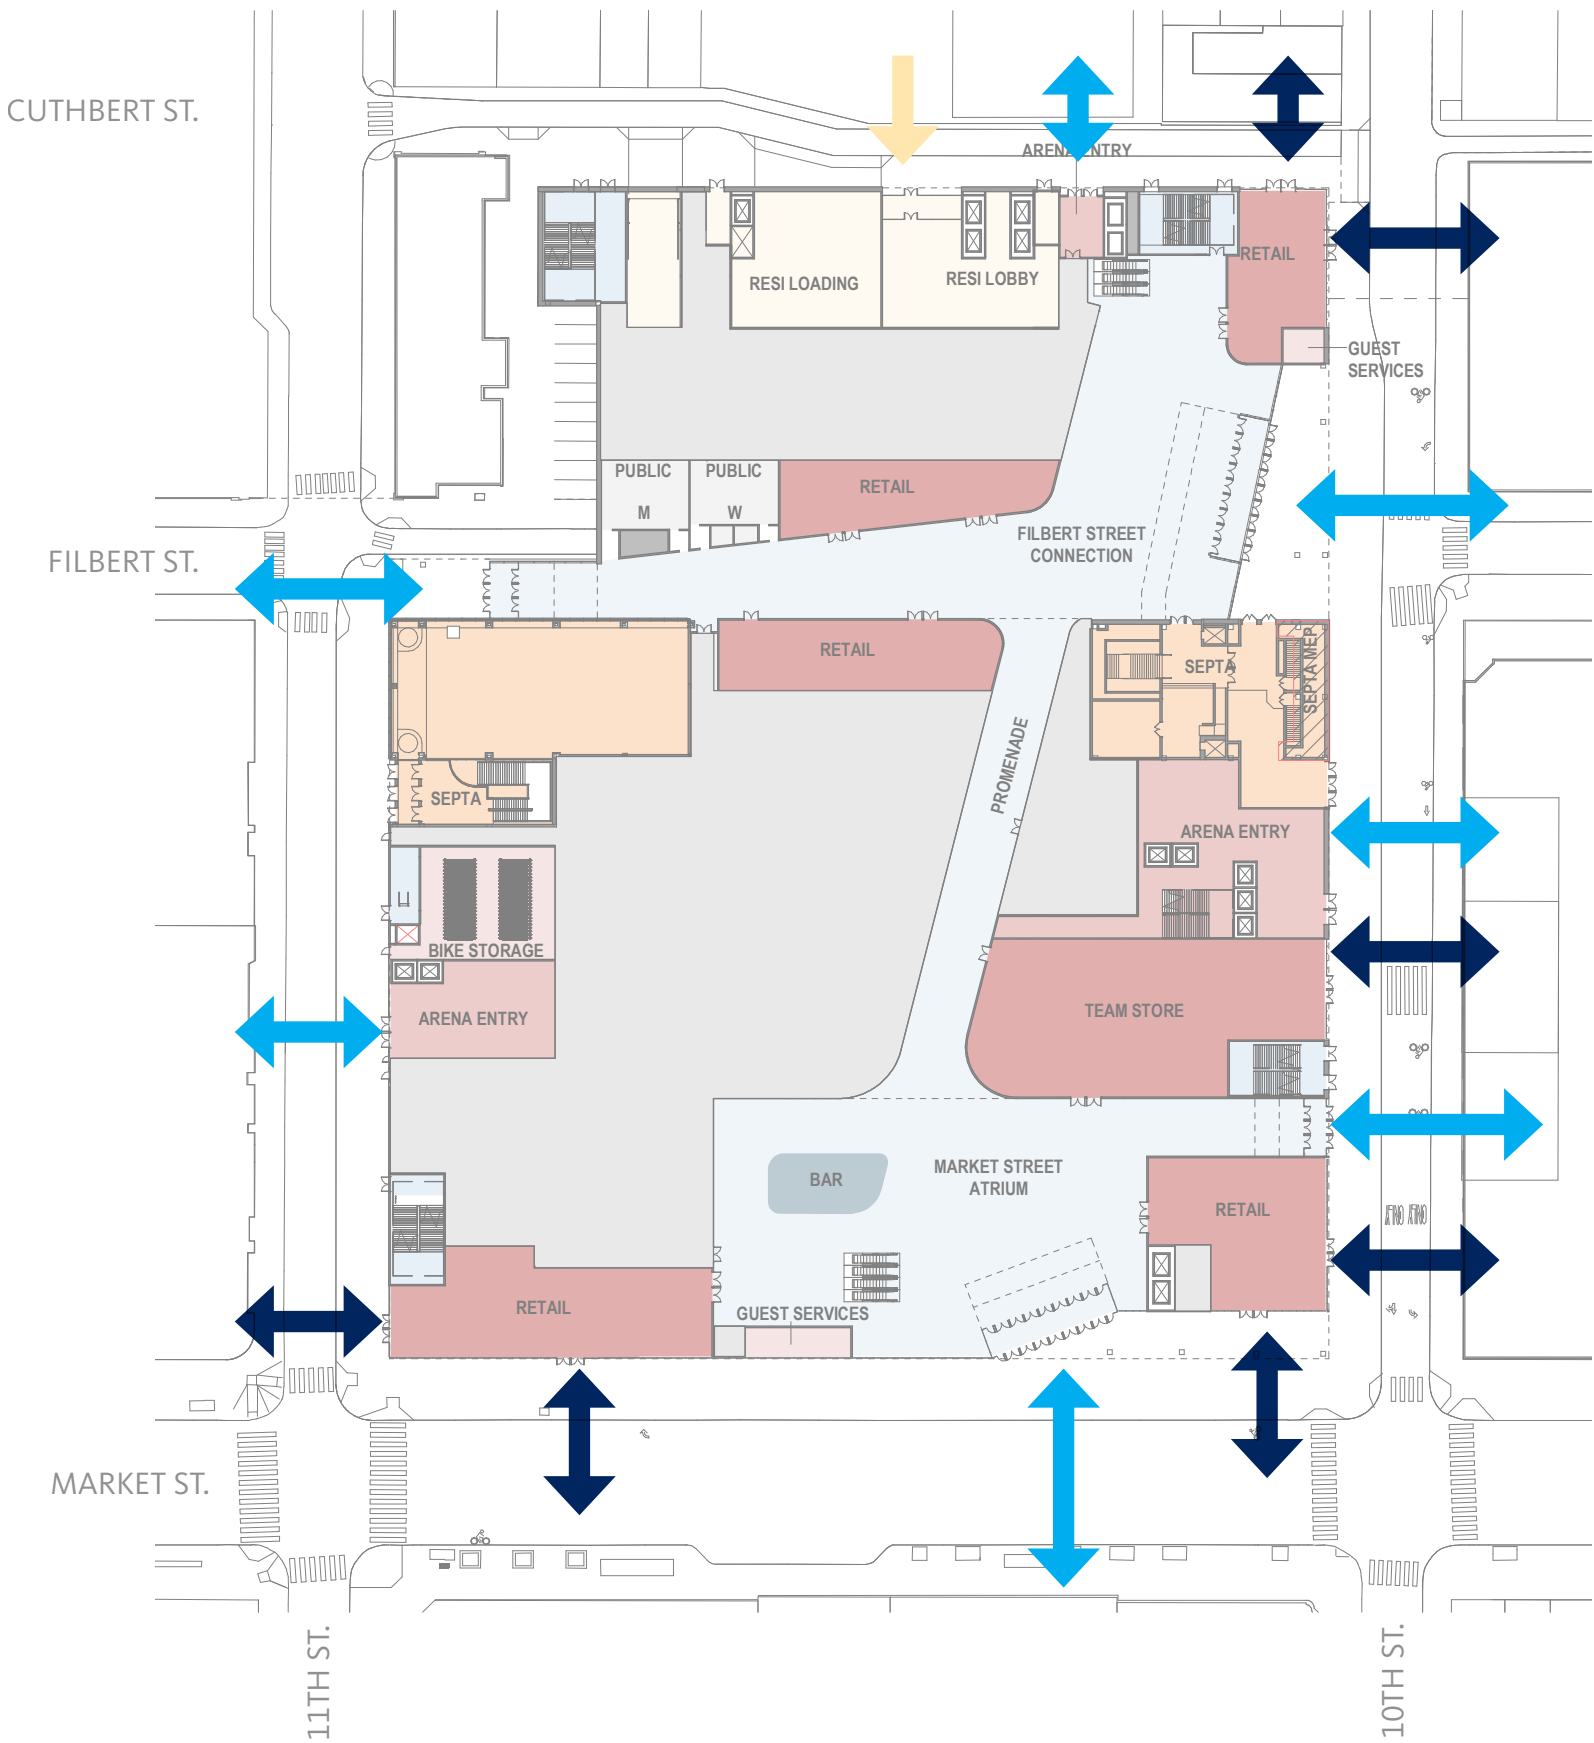 CUTHBERT ST.
ARENA ENTRY
RETAIL
RESI LOADING
RESI LOBBY
GUEST
SERVICES
PUBLIC
M
PUBLIC
W
RETAIL
FILBERT STREET
CONNECTION
FILBERT ST.
RETAIL
SEPTA
SEPTA MEP
PROMENADE
SEPTA
ARENA ENTRY
BIKE STORAGE
ARENA ENTRY
TEAM STORE
MARKET STREET
ATRIUM
BAR
RETAIL
ONLY ONLY
RETAIL
GUEST SERVICES
MARKET ST.
11TH ST.
10TH ST.